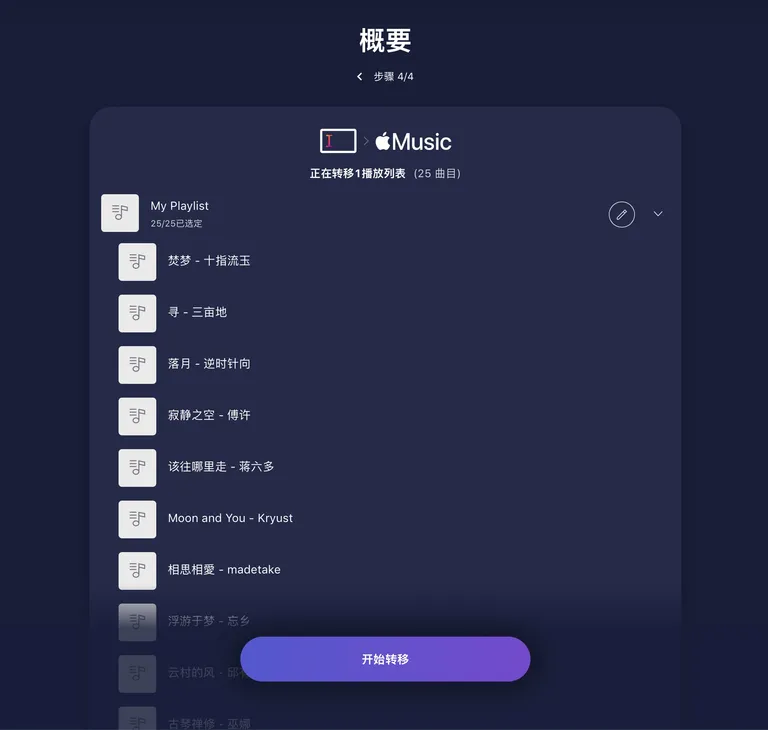 概要
步骤 4/4
Music
正在转移1播放列表 (25 曲目)
My Playlist
25/25已选定
焚梦 - 十指流玉
寻 - 三亩地
落月 - 逆时针向
寂静之空 - 傅许
该往哪里走 - 蒋六多
Moon and You - Kryust
相思相愛 - madetake
浮游于梦 - 忘乡
云村的风 - 邱
开始转移
古琴禅修 - 巫娜